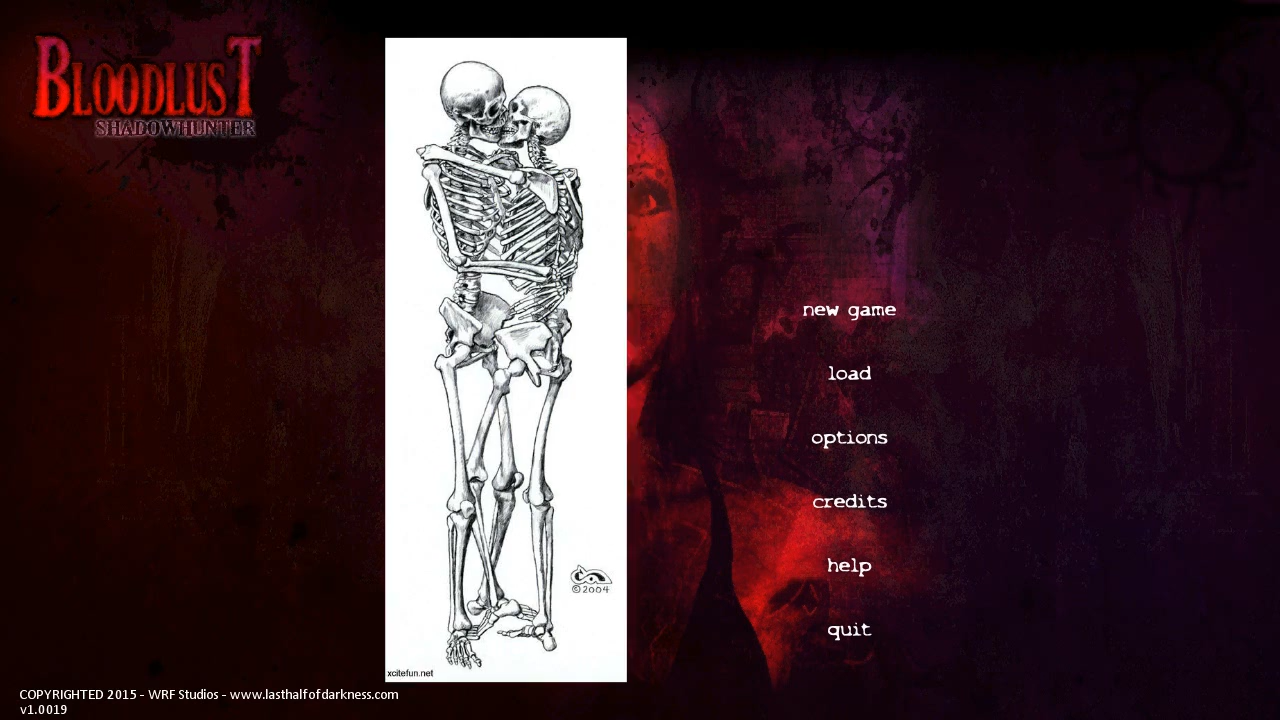 BLOODLUST
SHADOWHUNTER
new game
load
options
credits
help
quit
©2004
xcitefun.net
COPYRIGHTED 2015 - WRF Studios - www.lasthalfofdarkness.com
v1.0019